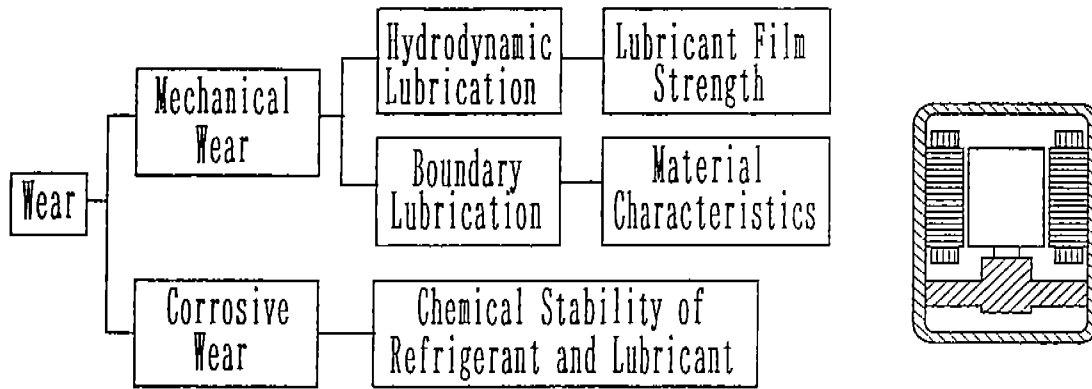 Wear
Mechanical
Wear
Hydrodynamic
Lubrication
Lubricant Film
Strength
Boundary
Lubrication
Material
Characteristics
Corrosive
Wear
Chemical Stability of
Refrigerant and Lubricant